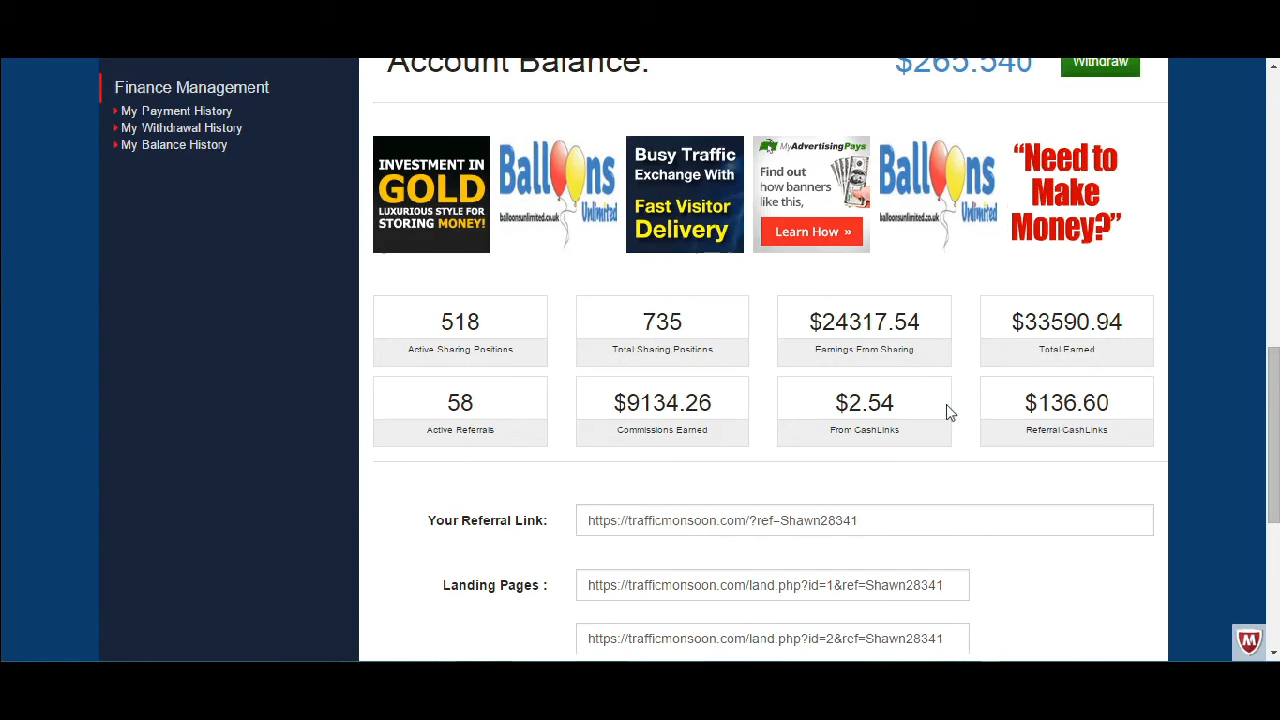 Account Balance:
$265.540
Withdraw
Finance Management
My Payment History
My Withdrawal History
My Balance History
INVESTMENT IN
GOLD
LUXURIOUS STYLE FOR
STORING MONEY!
Balloons
balloonsunlimited.co.uk
Unlimited
Busy Traffic
Exchange With
Fast Visitor
Delivery
MyAdvertisingPays
Find out
how banners
like this,
Learn How »
Balloons
balloonsunlimited.co.uk
Unlimited
“Need to
Make
Money?”
518
Active Sharing Positions
735
Total Sharing Positions
$24317.54
Earnings From Sharing
$33590.94
Total Earned
58
Active Referrals
$9134.26
Commissions Earned
$2.54
From CashLinks
$136.60
Referral CashLinks
Your Referral Link:
https://trafficmonsoon.com/?ref=Shawn28341
Landing Pages :
https://trafficmonsoon.com/land.php?id=1&ref=Shawn28341
https://trafficmonsoon.com/land.php?id=2&ref=Shawn28341